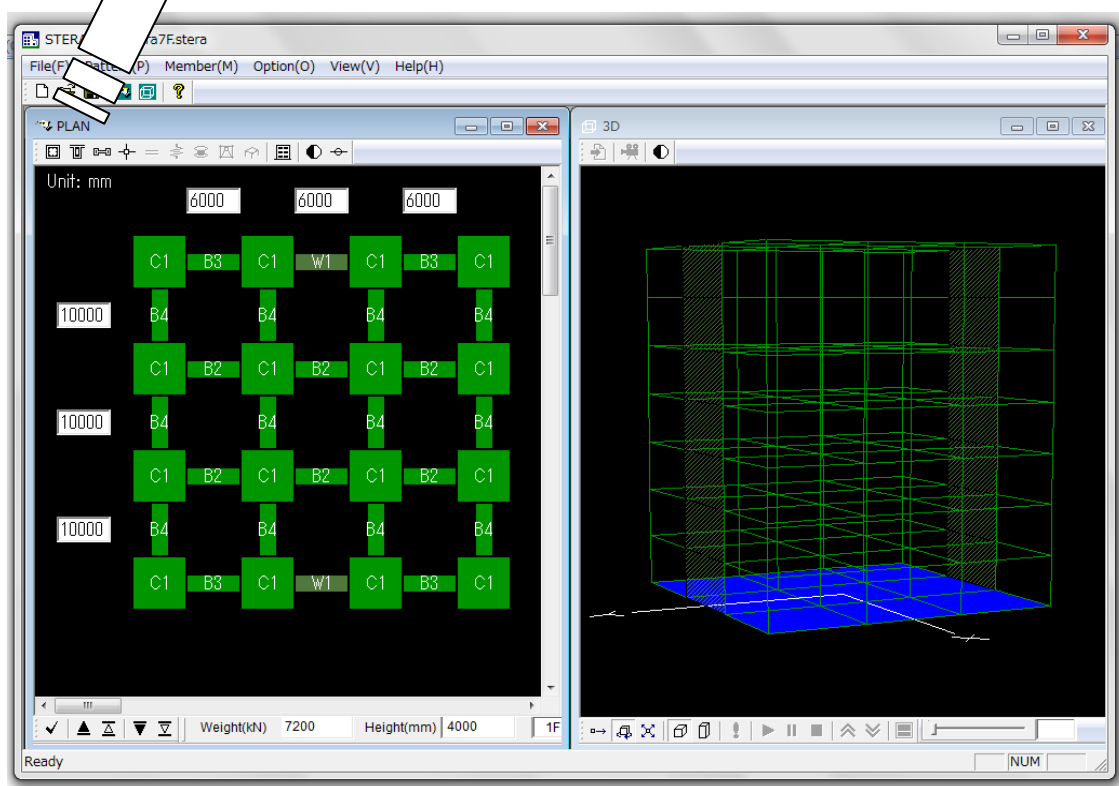 STER
ra7F.stera
File(F) Member(M) Option(O) View(V) Help(H)
PLAN
Unit: mm
6000 6000 6000
C1 B3 C1 W1 C1 B3 C1
10000 B4 B4 B4 B4
C1 B2 C1 B2 C1 B2 C1
10000 B4 B4 B4 B4
C1 B2 C1 B2 C1 B2 C1
10000 B4 B4 B4 B4
C1 B3 C1 W1 C1 B3 C1
Weight(kN) 7200 Height(mm) 4000 1F
3D
Ready
NUM